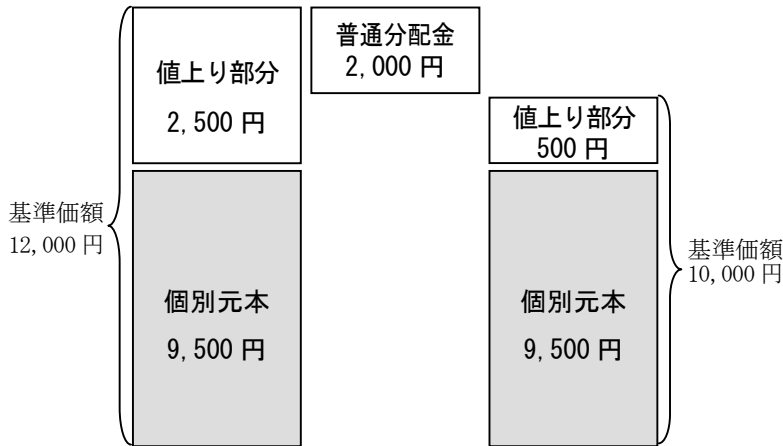 基準価額
12,000 円
値上り部分
2,500 円
個別元本
9,500 円
普通分配金
2,000 円
値上り部分
500 円
個別元本
9,500 円
基準価額
10,000 円